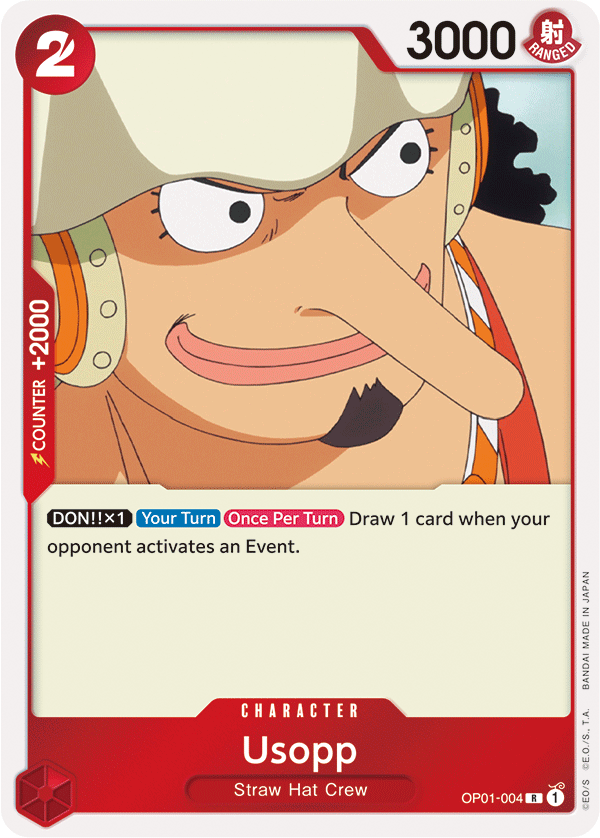 2
3000
射
RANGED
⚡COUNTER +2000
DON!!×1 Your Turn Once Per Turn Draw 1 card when your
opponent activates an Event.
CHARACTER
Usopp
Straw Hat Crew
OP01-004 R 1
©E.O/S ©E.O./S., T.A. BANDAI MADE IN JAPAN